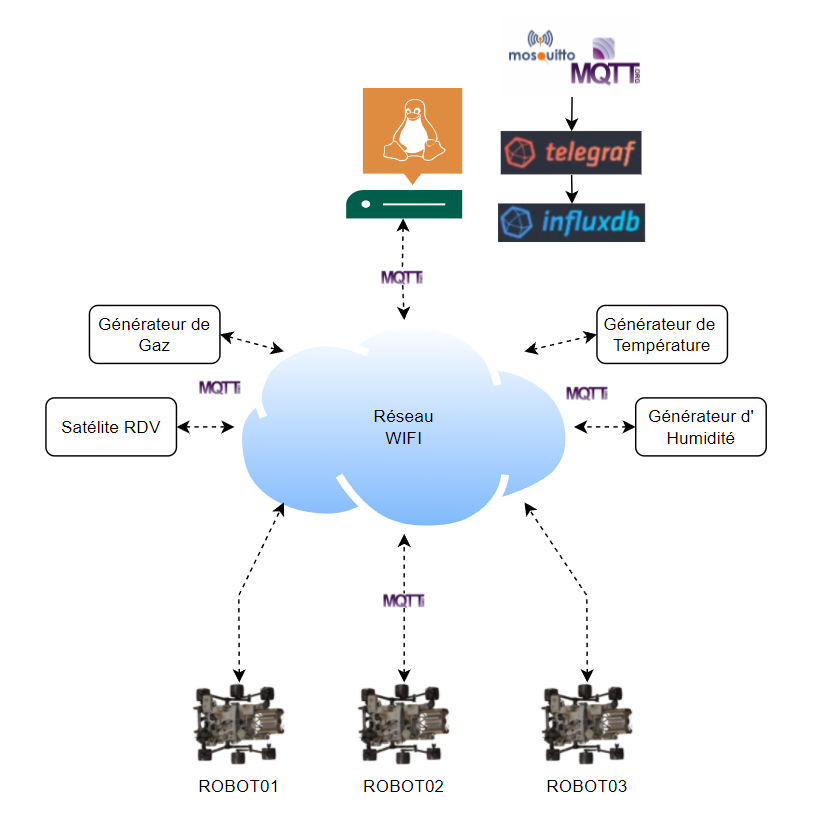 mosquitto
MQTT
.ORG
telegraf
influxdb
MQTT
Générateur de
Gaz
Générateur de
Température
MQTT
MQTT
Satélite RDV
Réseau
WIFI
Générateur d'
Humidité
MQTT
ROBOT01
ROBOT02
ROBOT03